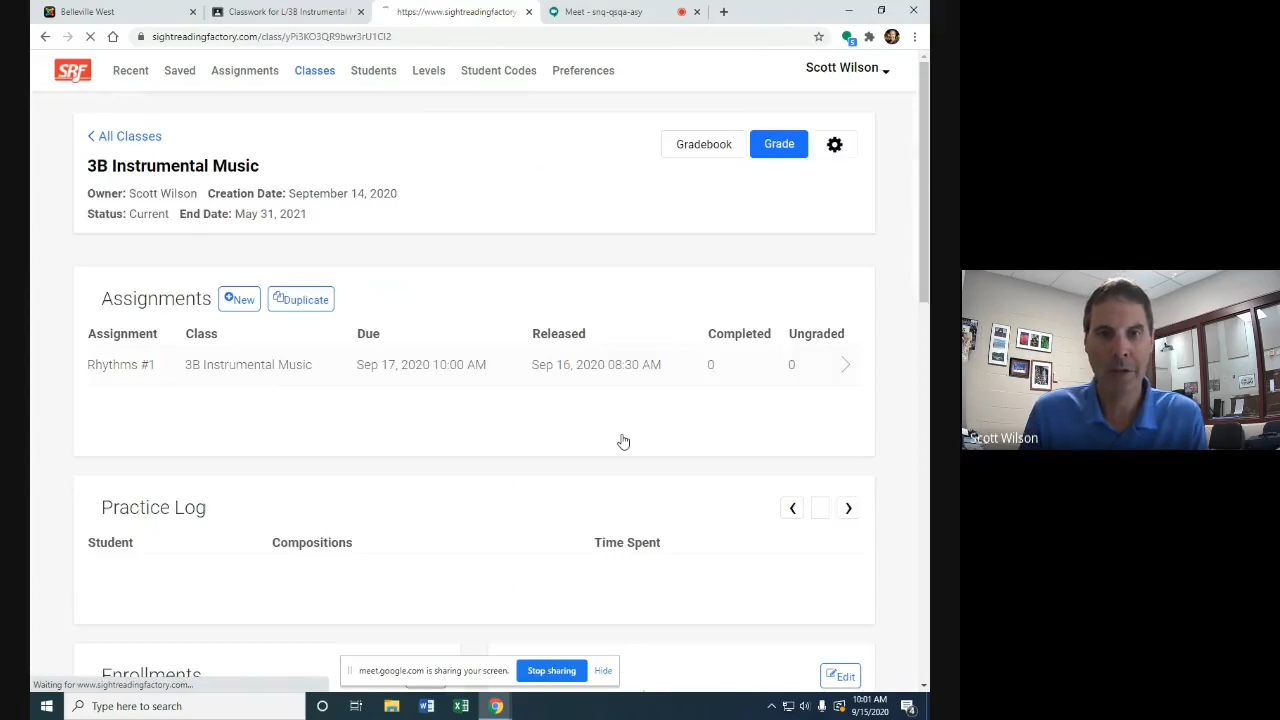 Belleville West
Classwork for L/3B Instrumental
https://www.sightreadingfactory.
Meet - snq-qsqa-asy
sightreadingfactory.com/class/yPi3KO3QR9bwr3rU1Cl2
5
SRF
Recent Saved Assignments Classes Students Levels Student Codes Preferences
Scott Wilson
All Classes
3B Instrumental Music
Owner: Scott Wilson Creation Date: September 14, 2020
Status: Current End Date: May 31, 2021
Gradebook Grade
Assignments New Duplicate
Assignment Class Due Released Completed Ungraded
Rhythms #1 3B Instrumental Music Sep 17, 2020 10:00 AM Sep 16, 2020 08:30 AM 0 0
Practice Log
Student Compositions Time Spent
Enrollments
Edit
meet.google.com is sharing your screen. Stop sharing Hide
Waiting for www.sightreadingfactory.com...
Type here to search
10:01 AM
9/15/2020
4
Scott Wilson